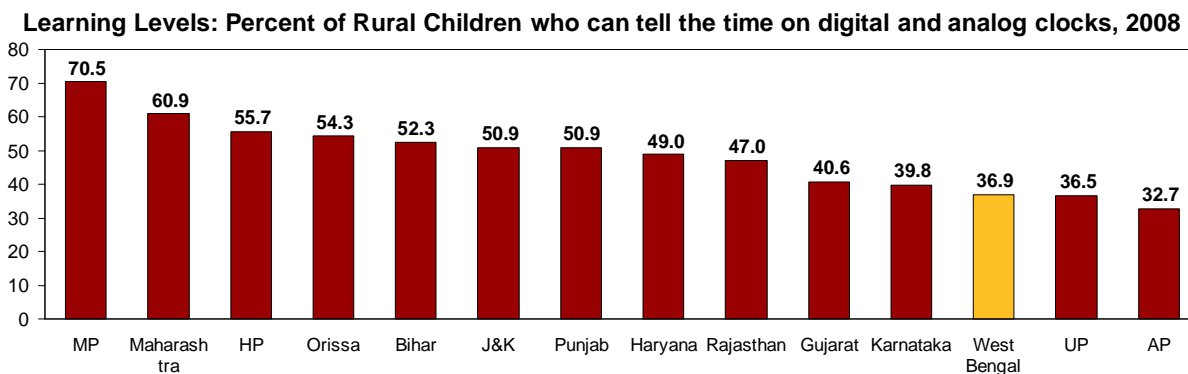 Learning Levels: Percent of Rural Children who can tell the time on digital and analog clocks, 2008
80
70
60
50
40
30
20
10
0
70.5
60.9
55.7
54.3
52.3
50.9
50.9
49.0
47.0
40.6
39.8
36.9
36.5
32.7
MP
Maharash
tra
HP
Orissa
Bihar
J&K
Punjab
Haryana
Rajasthan
Gujarat
Karnataka
West
Bengal
UP
AP